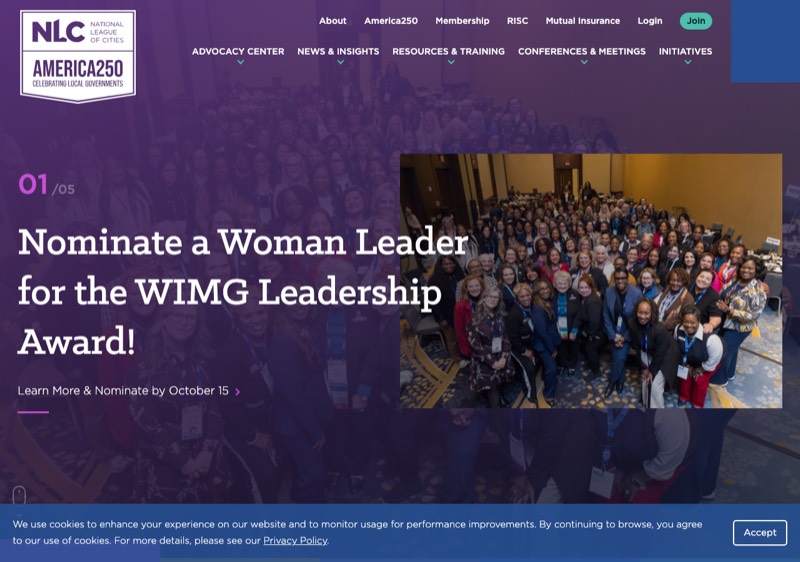 NLC NATIONAL
LEAGUE
OF CITIES
AMERICA250
CELEBRATING LOCAL GOVERNMENTS
About America250 Membership RISC Mutual Insurance Login Join
ADVOCACY CENTER NEWS & INSIGHTS RESOURCES & TRAINING CONFERENCES & MEETINGS INITIATIVES
01 /05
Nominate a Woman Leader
for the WIMG Leadership
Award!
Learn More & Nominate by October 15
We use cookies to enhance your experience on our website and to monitor usage for performance improvements. By continuing to browse, you agree
to our use of cookies. For more details, please see our Privacy Policy.
Accept